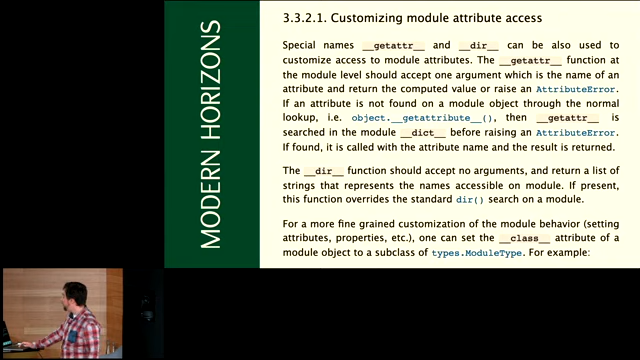 MODERN HORIZONS
3.3.2.1. Customizing module attribute access
Special names __getattr__ and __dir__ can be also used to
customize access to module attributes. The __getattr__ function at
the module level should accept one argument which is the name of an
attribute and return the computed value or raise an AttributeError.
If an attribute is not found on a module object through the normal
lookup, i.e. object.__getattribute__(), then __getattr__ is
searched in the module __dict__ before raising an AttributeError.
If found, it is called with the attribute name and the result is returned.
The __dir__ function should accept no arguments, and return a list of
strings that represents the names accessible on module. If present,
this function overrides the standard dir() search on a module.
For a more fine grained customization of the module behavior (setting
attributes, properties, etc.), one can set the __class__ attribute of a
module object to a subclass of types.ModuleType. For example: